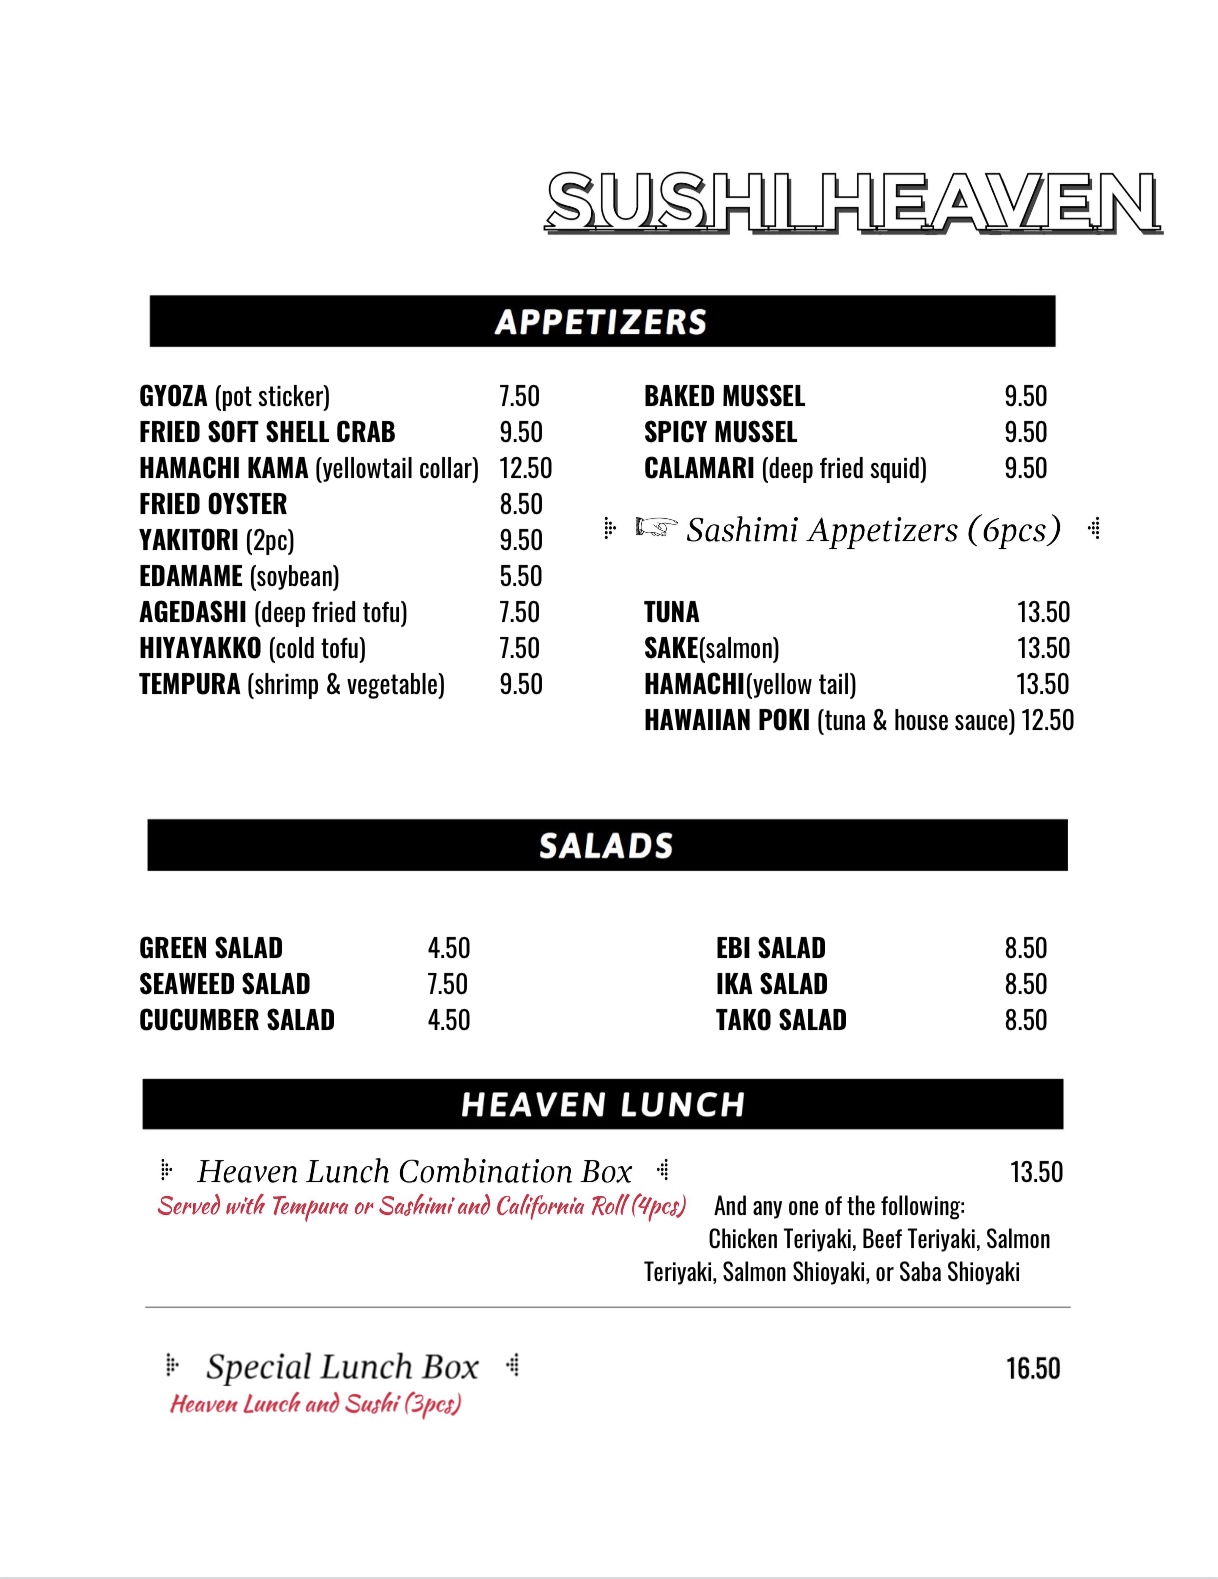 SUSHI HEAVEN
APPETIZERS
GYOZA (pot sticker) 7.50
FRIED SOFT SHELL CRAB 9.50
HAMACHI KAMA (yellowtail collar) 12.50
FRIED OYSTER 8.50
YAKITORI (2pc) 9.50
EDAMAME (soybean) 5.50
AGEDASHI (deep fried tofu) 7.50
HIYAYAKKO (cold tofu) 7.50
TEMPURA (shrimp & vegetable) 9.50
BAKED MUSSEL 9.50
SPICY MUSSEL 9.50
CALAMARI (deep fried squid) 9.50
Sashimi Appetizers (6pcs)
TUNA 13.50
SAKE(salmon) 13.50
HAMACHI(yellow tail) 13.50
HAWAIIAN POKI (tuna & house sauce) 12.50
SALADS
GREEN SALAD 4.50
SEAWEED SALAD 7.50
CUCUMBER SALAD 4.50
EBI SALAD 8.50
IKA SALAD 8.50
TAKO SALAD 8.50
HEAVEN LUNCH
Heaven Lunch Combination Box 13.50
Served with Tempura or Sashimi and California Roll (4pcs) And any one of the following:
Chicken Teriyaki, Beef Teriyaki, Salmon
Teriyaki, Salmon Shioyaki, or Saba Shioyaki
Special Lunch Box 16.50
Heaven Lunch and Sushi (3pcs)